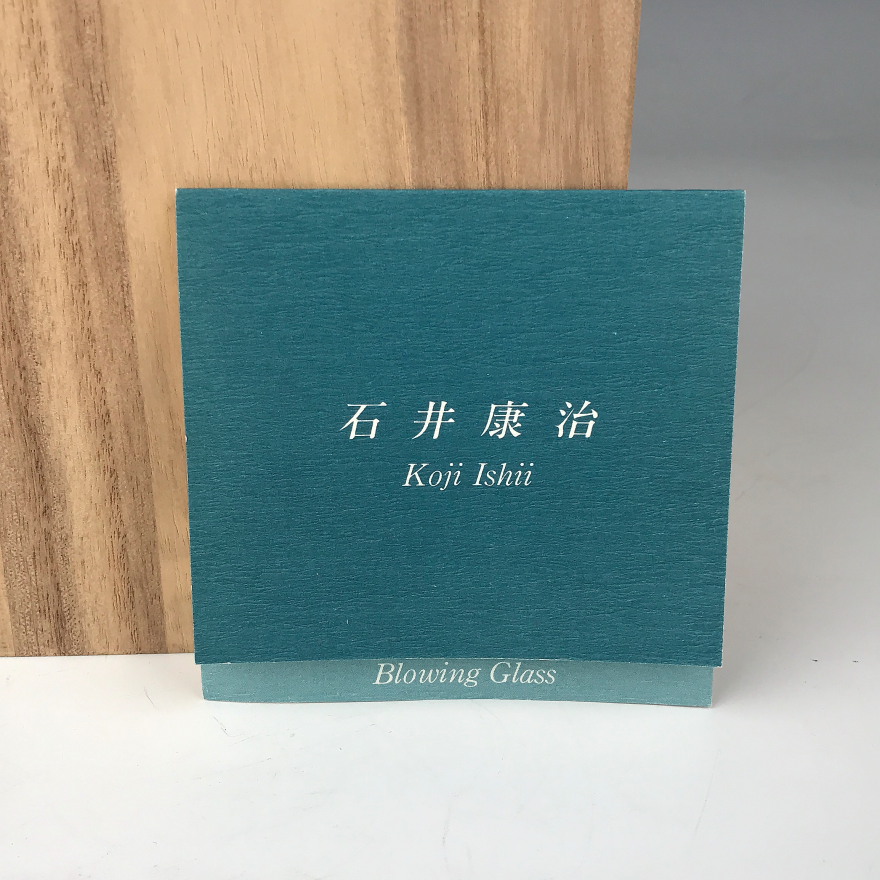 石井康治
Koji Ishii
Blowing Glass